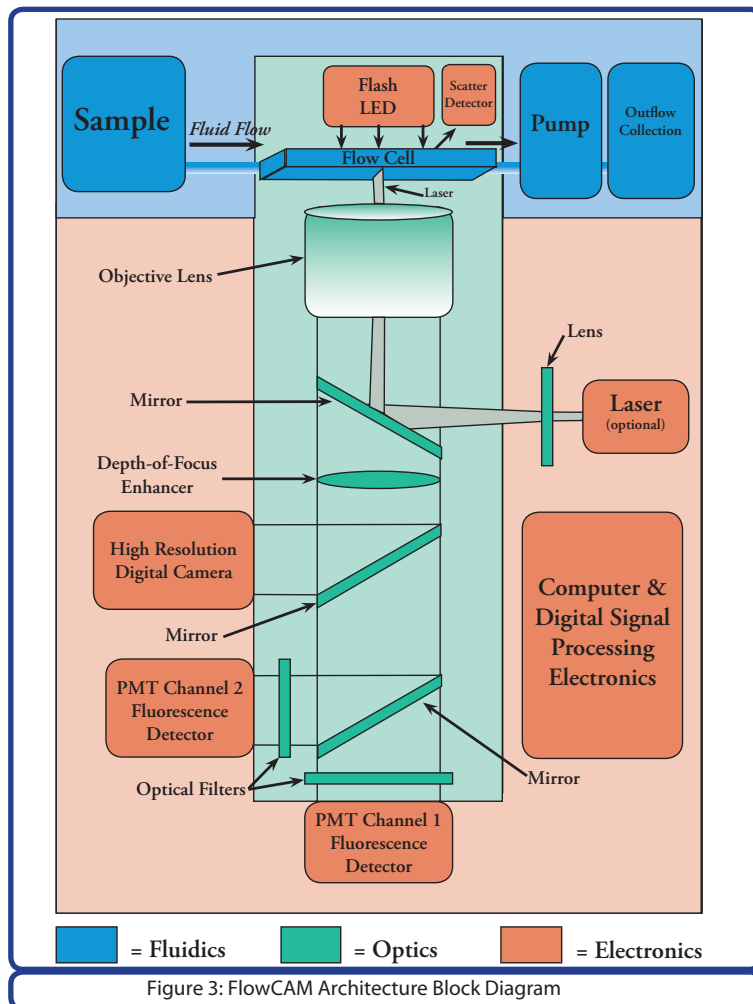 Flash
LED
Scatter
Detector
Sample
Fluid Flow
Pump
Outflow
Collection
Flow Cell
Laser
Objective Lens
Lens
Mirror
Laser
(optional)
Depth-of-Focus
Enhancer
High Resolution
Digital Camera
Computer &
Digital Signal
Processing
Electronics
Mirror
PMT Channel 2
Fluorescence
Detector
Optical Filters
Mirror
PMT Channel 1
Fluorescence
Detector
= Fluidics
= Optics
= Electronics
Figure 3: FlowCAM Architecture Block Diagram